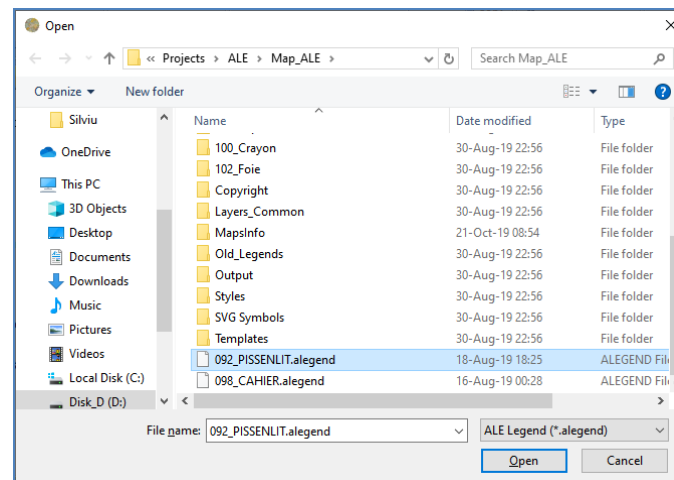 Open
« Projects › ALE › Map_ALE ›
Search Map_ALE
Organize
New folder
Silviu
OneDrive
This PC
3D Objects
Desktop
Documents
Downloads
Music
Pictures
Videos
Local Disk (C:)
Disk_D (D:)
Name Date modified Type
100_Crayon 30-Aug-19 22:56 File folder
102_Foie 30-Aug-19 22:56 File folder
Copyright 30-Aug-19 22:56 File folder
Layers_Common 30-Aug-19 22:56 File folder
MapsInfo 21-Oct-19 08:54 File folder
Old_Legends 30-Aug-19 22:56 File folder
Output 30-Aug-19 22:56 File folder
Styles 30-Aug-19 22:56 File folder
SVG Symbols 30-Aug-19 22:56 File folder
Templates 30-Aug-19 22:56 File folder
092_PISSENLIT.alegend 18-Aug-19 18:25 ALEGEND Fil
098_CAHIER.alegend 16-Aug-19 00:28 ALEGEND Fil
File name: 092_PISSENLIT.alegend
ALE Legend (*.alegend)
Open
Cancel